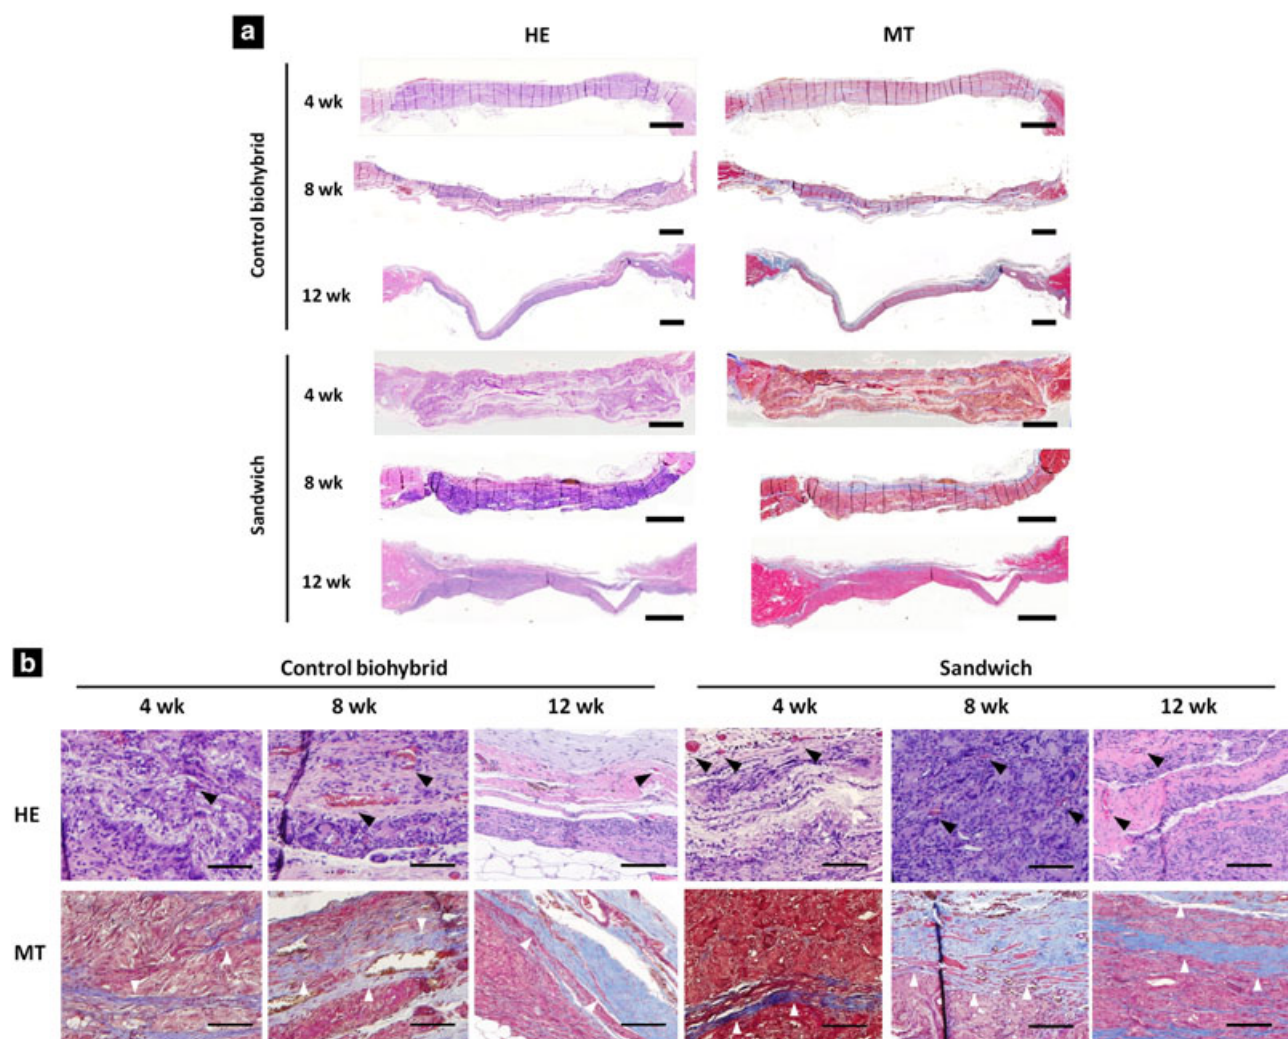 a
HE MT
Control biohybrid
4 wk
8 wk
12 wk
Sandwich
4 wk
8 wk
12 wk
b
Control biohybrid Sandwich
4 wk 8 wk 12 wk 4 wk 8 wk 12 wk
HE
MT